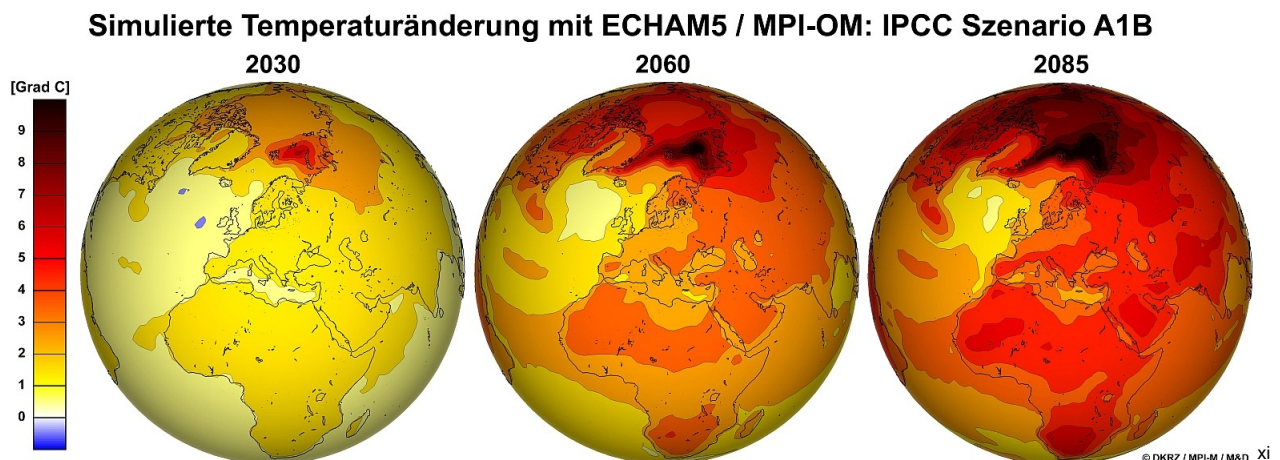 Simulierte Temperaturänderung mit ECHAM5 / MPI-OM: IPCC Szenario A1B
2030 2060 2085
[Grad C]
9
8
7
6
5
4
3
2
1
0
© DKRZ / MPI-M / M&D xi